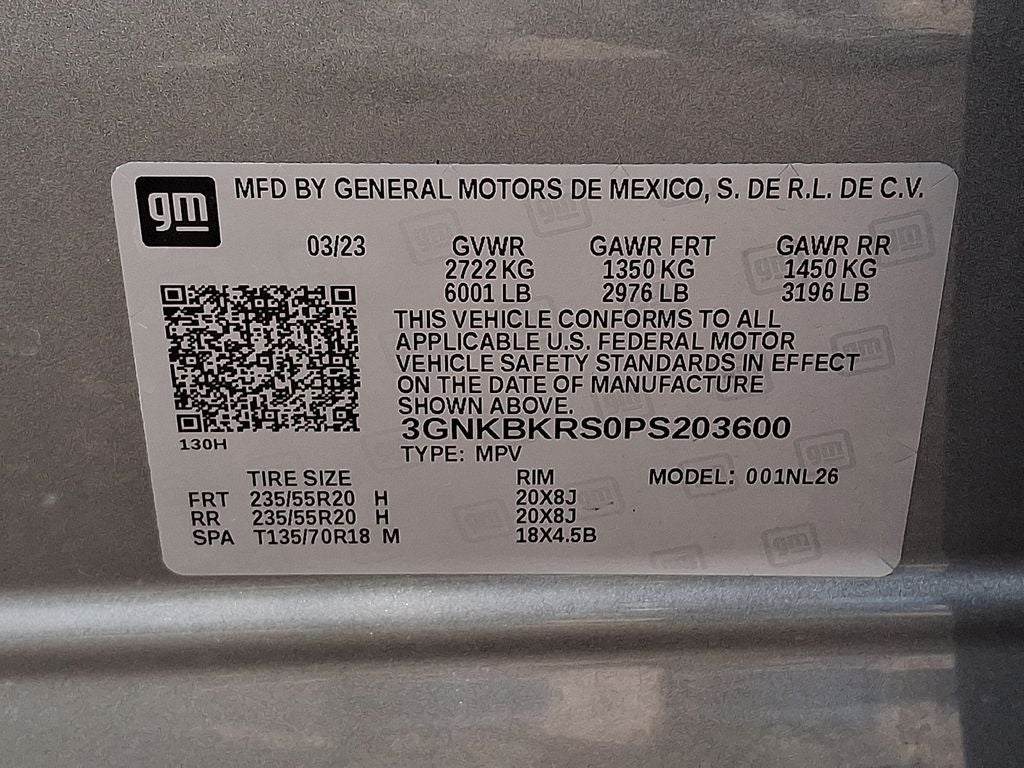 gm MFD BY GENERAL MOTORS DE MEXICO, S. DE R.L. DE C.V.
03/23 GVWR GAWR FRT GAWR RR
2722 KG 1350 KG 1450 KG
6001 LB 2976 LB 3196 LB
THIS VEHICLE CONFORMS TO ALL
APPLICABLE U.S. FEDERAL MOTOR
VEHICLE SAFETY STANDARDS IN EFFECT
ON THE DATE OF MANUFACTURE
SHOWN ABOVE.
3GNKBKRS0PS203600
130H
TYPE: MPV
TIRE SIZE RIM MODEL: 001NL26
FRT 235/55R20 H 20X8J
RR 235/55R20 H 20X8J
SPA T135/70R18 M 18X4.5B